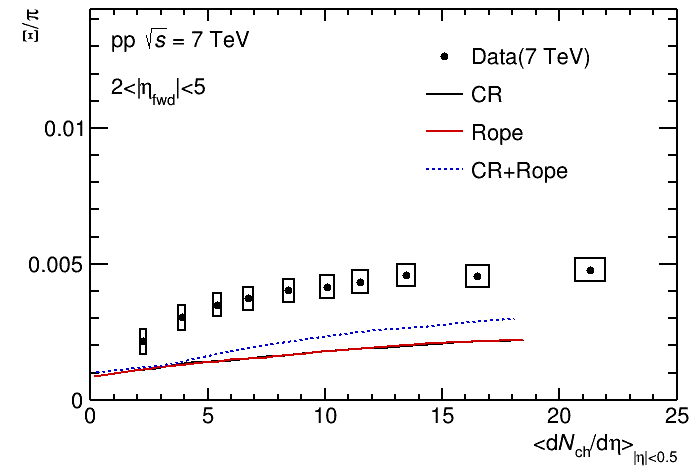 Ξ/π
pp √s = 7 TeV
2<|η_fwd|<5
Data(7 TeV)
CR
Rope
CR+Rope
0.01
0.005
0
0 5 10 15 20 25
<dN_ch/dη>_|η|<0.5